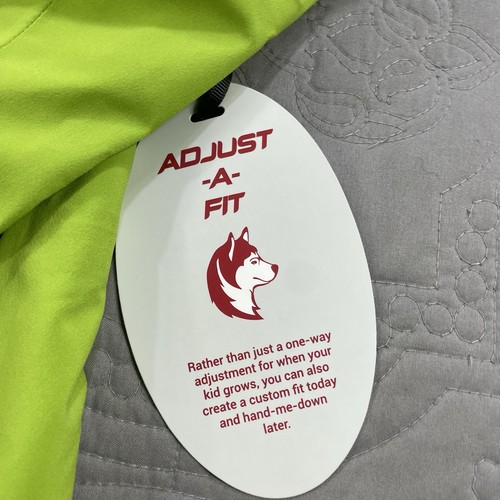 ADJUST
-A-
FIT
Rather than just a one-way
adjustment for when your
kid grows, you can also
create a custom fit today
and hand-me-down
later.